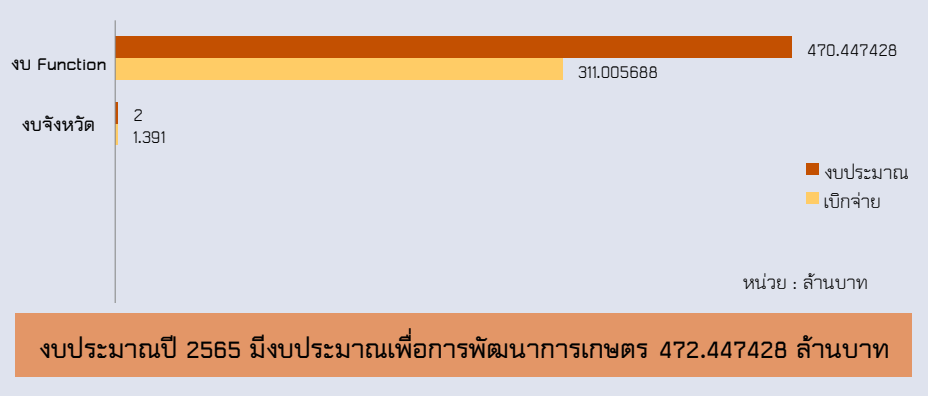 งบ Function
470.447428
311.005688
งบจังหวัด
2
1.391
งบประมาณ
เบิกจ่าย
หน่วย : ล้านบาท
งบประมาณปี 2565 มีงบประมาณเพื่อการพัฒนาการเกษตร 472.447428 ล้านบาท